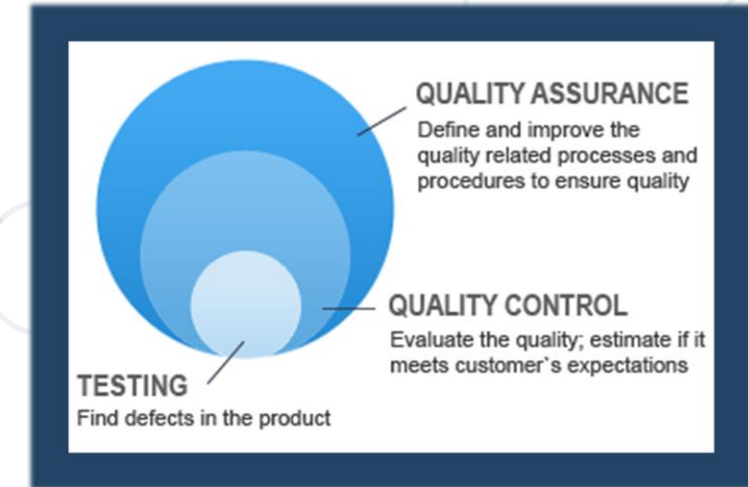 QUALITY ASSURANCE
Define and improve the
quality related processes and
procedures to ensure quality
QUALITY CONTROL
Evaluate the quality; estimate if it
meets customer`s expectations
TESTING
Find defects in the product